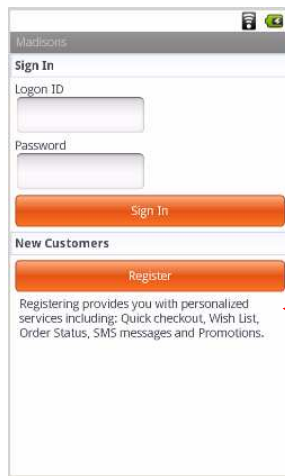 Madisons
Sign In
Logon ID
Password
Sign In
New Customers
Register
Registering provides you with personalized
services including: Quick checkout, Wish List,
Order Status, SMS messages and Promotions.